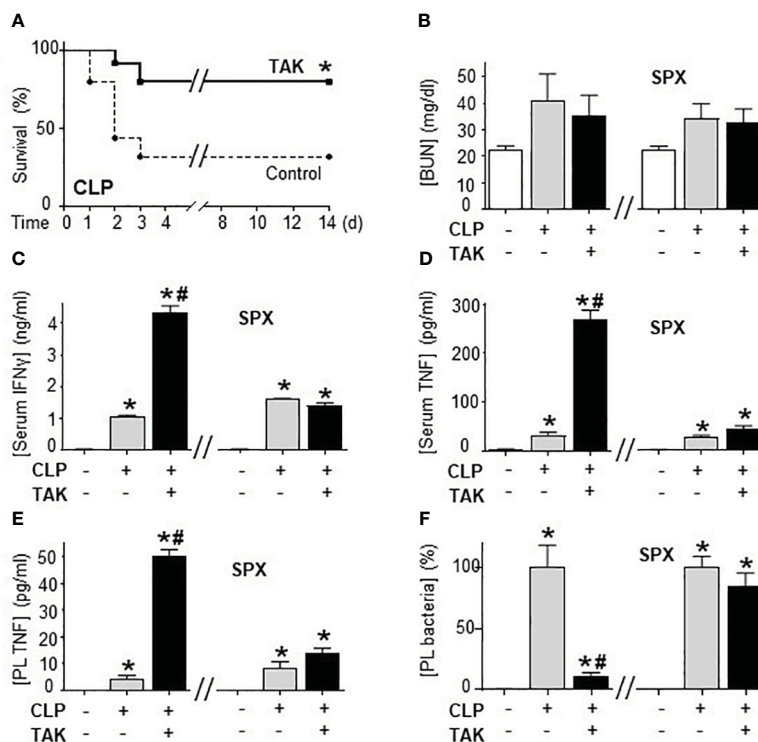 A
Survival (%)
100
50
0
TAK *
Control
CLP
Time 0 1 2 3 4 8 10 12 14 (d)
B
[BUN] (mg/dl)
50
40
30
20
10
0
SPX
CLP - + + - + +
TAK - - + - - +
C
[Serum IFNγ] (ng/ml)
4
3
2
1
0
*
*#
SPX
*
*
CLP - + + - + +
TAK - - + - - +
D
[Serum TNF] (pg/ml)
300
200
100
0
*
*#
SPX
*
*
CLP - + + - + +
TAK - - + - - +
E
[PL TNF] (pg/ml)
50
40
30
20
10
0
*
*#
SPX
*
*
CLP - + + - + +
TAK - - + - - +
F
[PL bacteria] (%)
100
50
0
*
*#
SPX
*
*
CLP - + + - + +
TAK - - + - - +